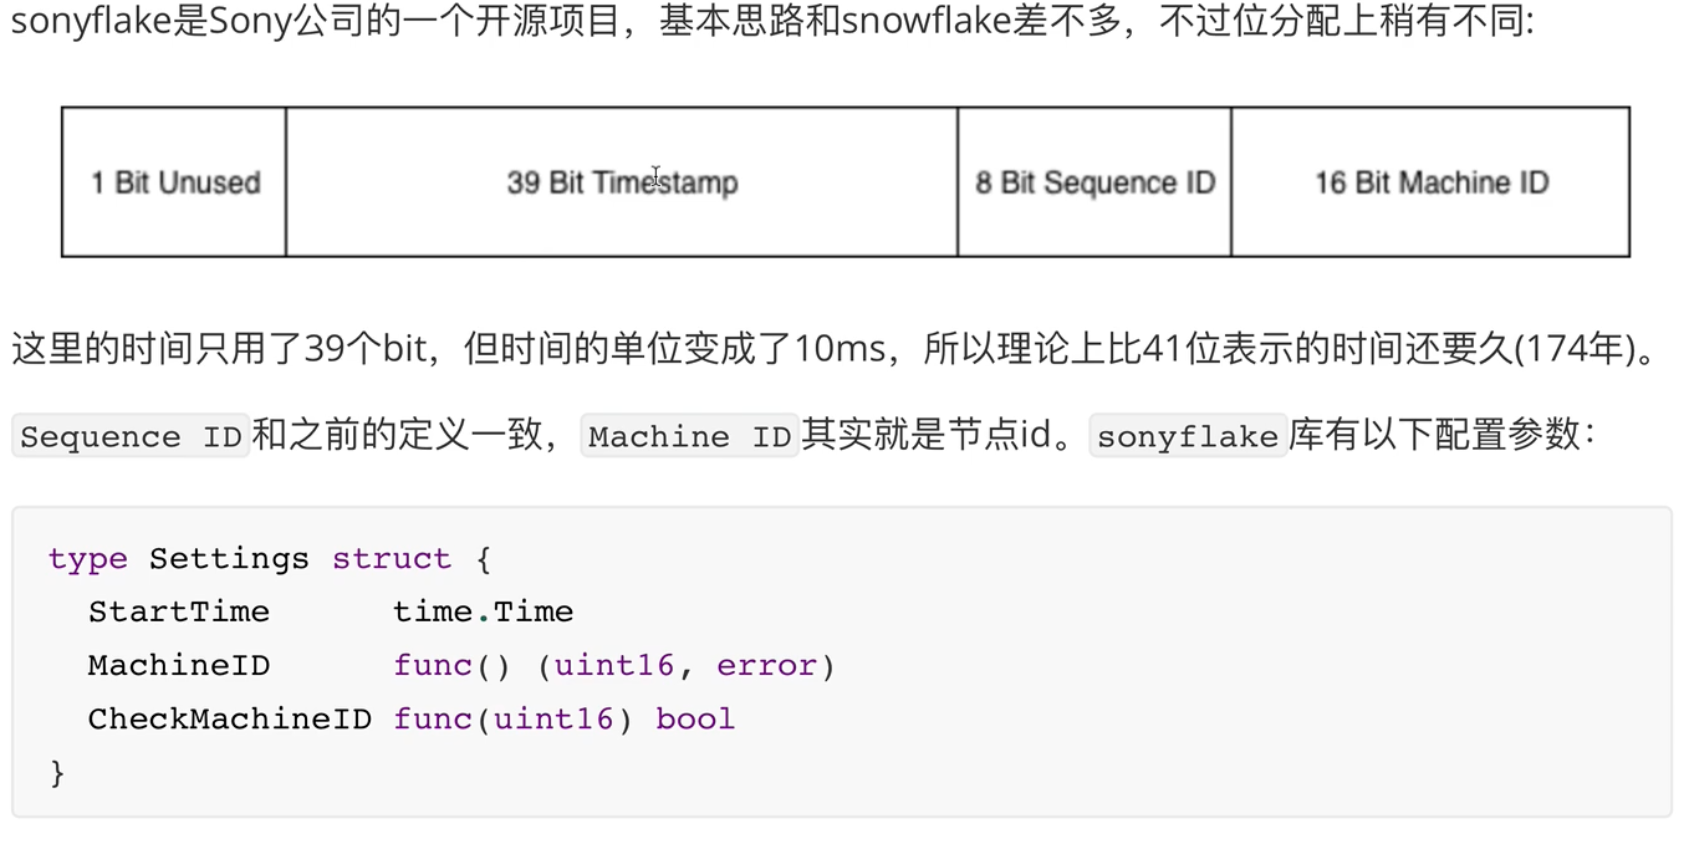 sonyflake是Sony公司的一个开源项目，基本思路和snowflake差不多，不过位分配上稍有不同:
1 Bit Unused 39 Bit Timestamp 8 Bit Sequence ID 16 Bit Machine ID
这里的时间只用了39个bit，但时间的单位变成了10ms，所以理论上比41位表示的时间还要久(174年)。
Sequence ID和之前的定义一致，Machine ID其实就是节点id。sonyflake库有以下配置参数：
type Settings struct {
  StartTime      time.Time
  MachineID      func() (uint16, error)
  CheckMachineID func(uint16) bool
}